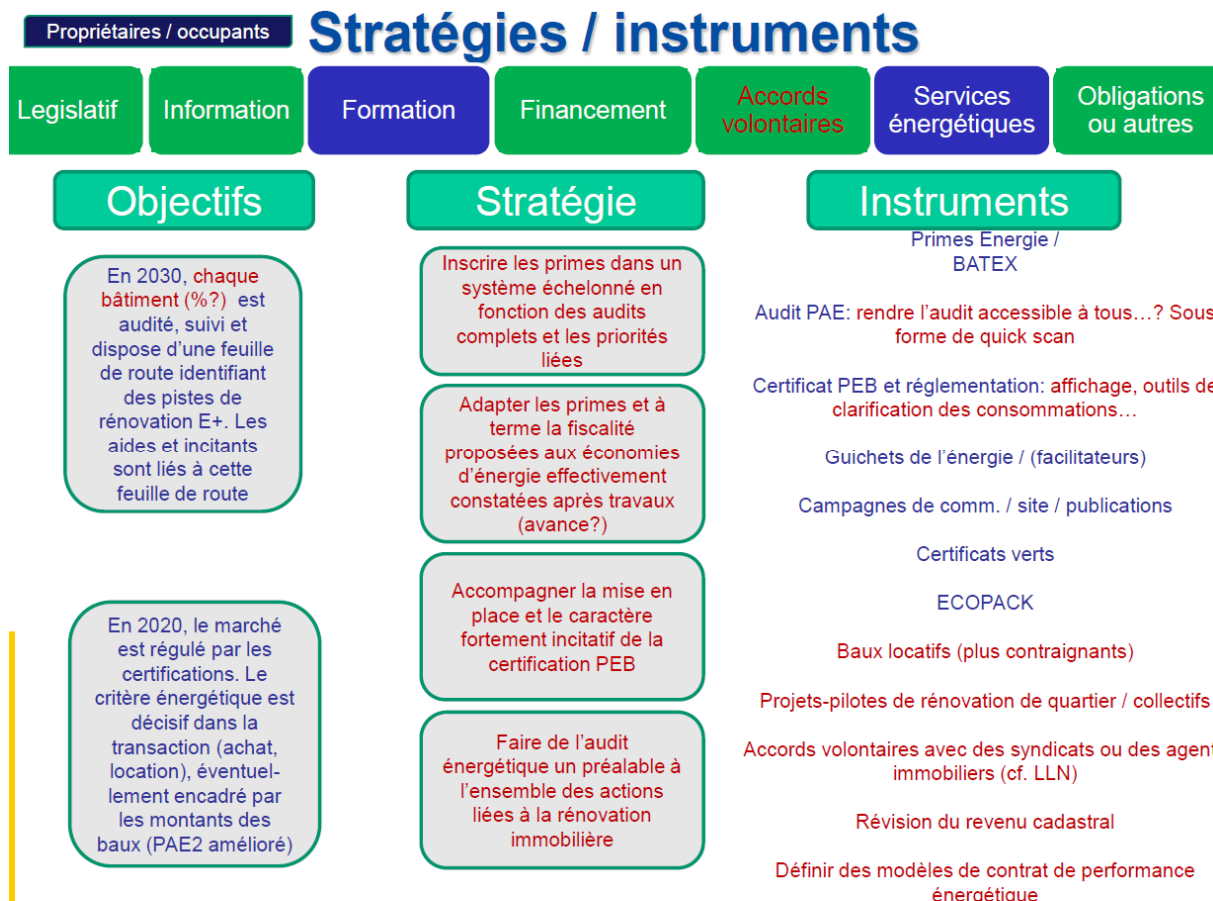 Propriétaires / occupants
Stratégies / instruments
Legislatif
Information
Formation
Financement
Accords
volontaires
Services
énergétiques
Obligations
ou autres
Objectifs
En 2030, chaque
bâtiment (%?) est
audité, suivi et
dispose d'une feuille
de route identifiant
des pistes de
rénovation E+. Les
aides et incitants
sont liés à cette
feuille de route
En 2020, le marché
est régulé par les
certifications. Le
critère énergétique est
décisif dans la
transaction (achat,
location), éventuel-
lement encadré par
les montants des
baux (PAE2 amélioré)
Stratégie
Inscrire les primes dans un
système échelonné en
fonction des audits
complets et les priorités
liées
Adapter les primes et à
terme la fiscalité
proposées aux économies
d'énergie effectivement
constatées après travaux
(avance?)
Accompagner la mise en
place et le caractère
fortement incitatif de la
certification PEB
Faire de l'audit
énergétique un préalable à
l'ensemble des actions
liées à la rénovation
immobilière
Instruments
Primes Energie /
BATEX
Audit PAE: rendre l'audit accessible à tous…? Sous
forme de quick scan
Certificat PEB et réglementation: affichage, outils de
clarification des consommations…
Guichets de l'énergie / (facilitateurs)
Campagnes de comm. / site / publications
Certificats verts
ECOPACK
Baux locatifs (plus contraignants)
Projets-pilotes de rénovation de quartier / collectifs
Accords volontaires avec des syndicats ou des agent
immobiliers (cf. LLN)
Révision du revenu cadastral
Définir des modèles de contrat de performance
énergétique